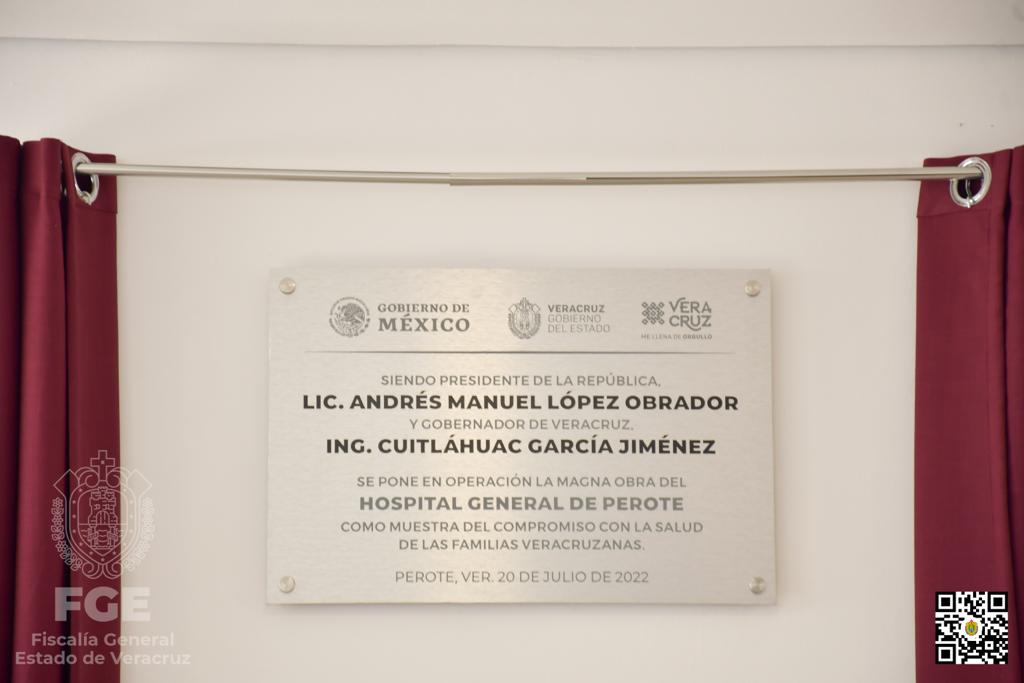 GOBIERNO DE
MÉXICO
VERACRUZ
GOBIERNO
DEL ESTADO
VERA
CRUZ
ME LLENA DE ORGULLO
SIENDO PRESIDENTE DE LA REPÚBLICA,
LIC. ANDRÉS MANUEL LÓPEZ OBRADOR
Y GOBERNADOR DE VERACRUZ,
ING. CUITLÁHUAC GARCÍA JIMÉNEZ
SE PONE EN OPERACIÓN LA MAGNA OBRA DEL
HOSPITAL GENERAL DE PEROTE
COMO MUESTRA DEL COMPROMISO CON LA SALUD
DE LAS FAMILIAS VERACRUZANAS.
PEROTE, VER. 20 DE JULIO DE 2022
FGE
Fiscalía General
Estado de Veracruz